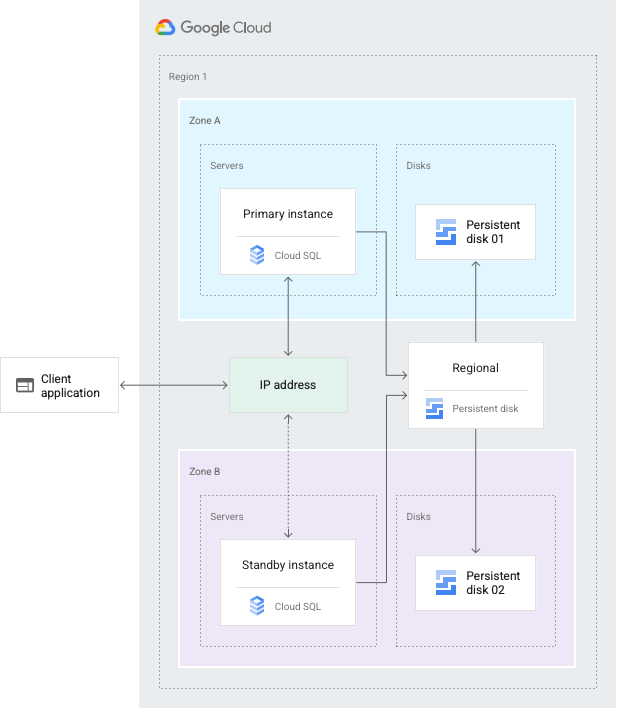 Google Cloud
Region 1
Zone A
Servers
Disks
Primary instance
Cloud SQL
Persistent
disk 01
Client
application
IP address
Regional
Persistent disk
Zone B
Servers
Disks
Standby instance
Cloud SQL
Persistent
disk 02